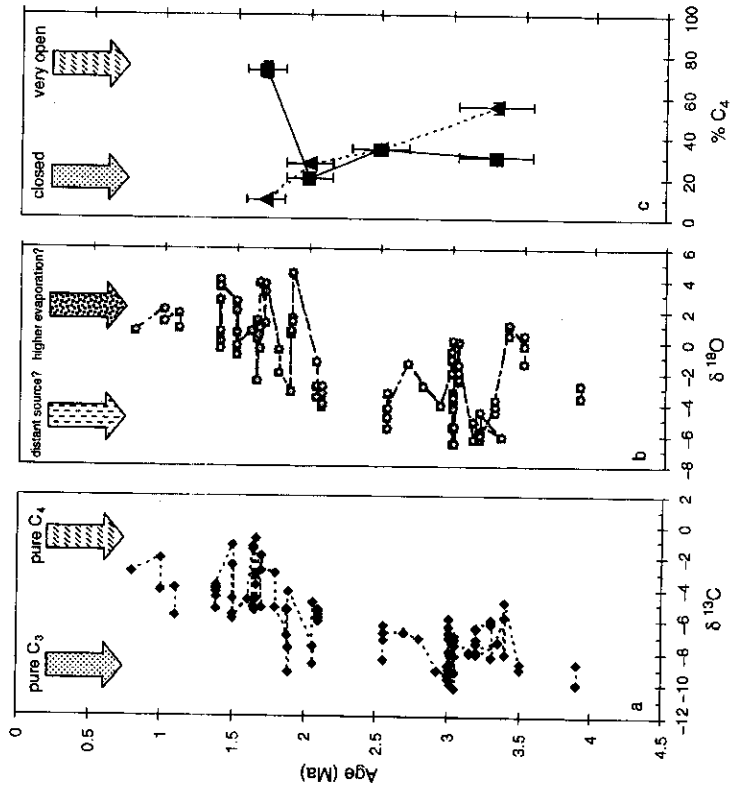 pure C3
pure C4
distant source?
higher evaporation?
closed
very open
0
0.5
1
1.5
2
2.5
3
3.5
4
4.5
Age (Ma)
a
b
c
-12
-10
-8
-6
-4
-2
0
2
δ 13C
-8
-6
-4
-2
0
2
4
6
δ 18O
0
20
40
60
80
100
% C4